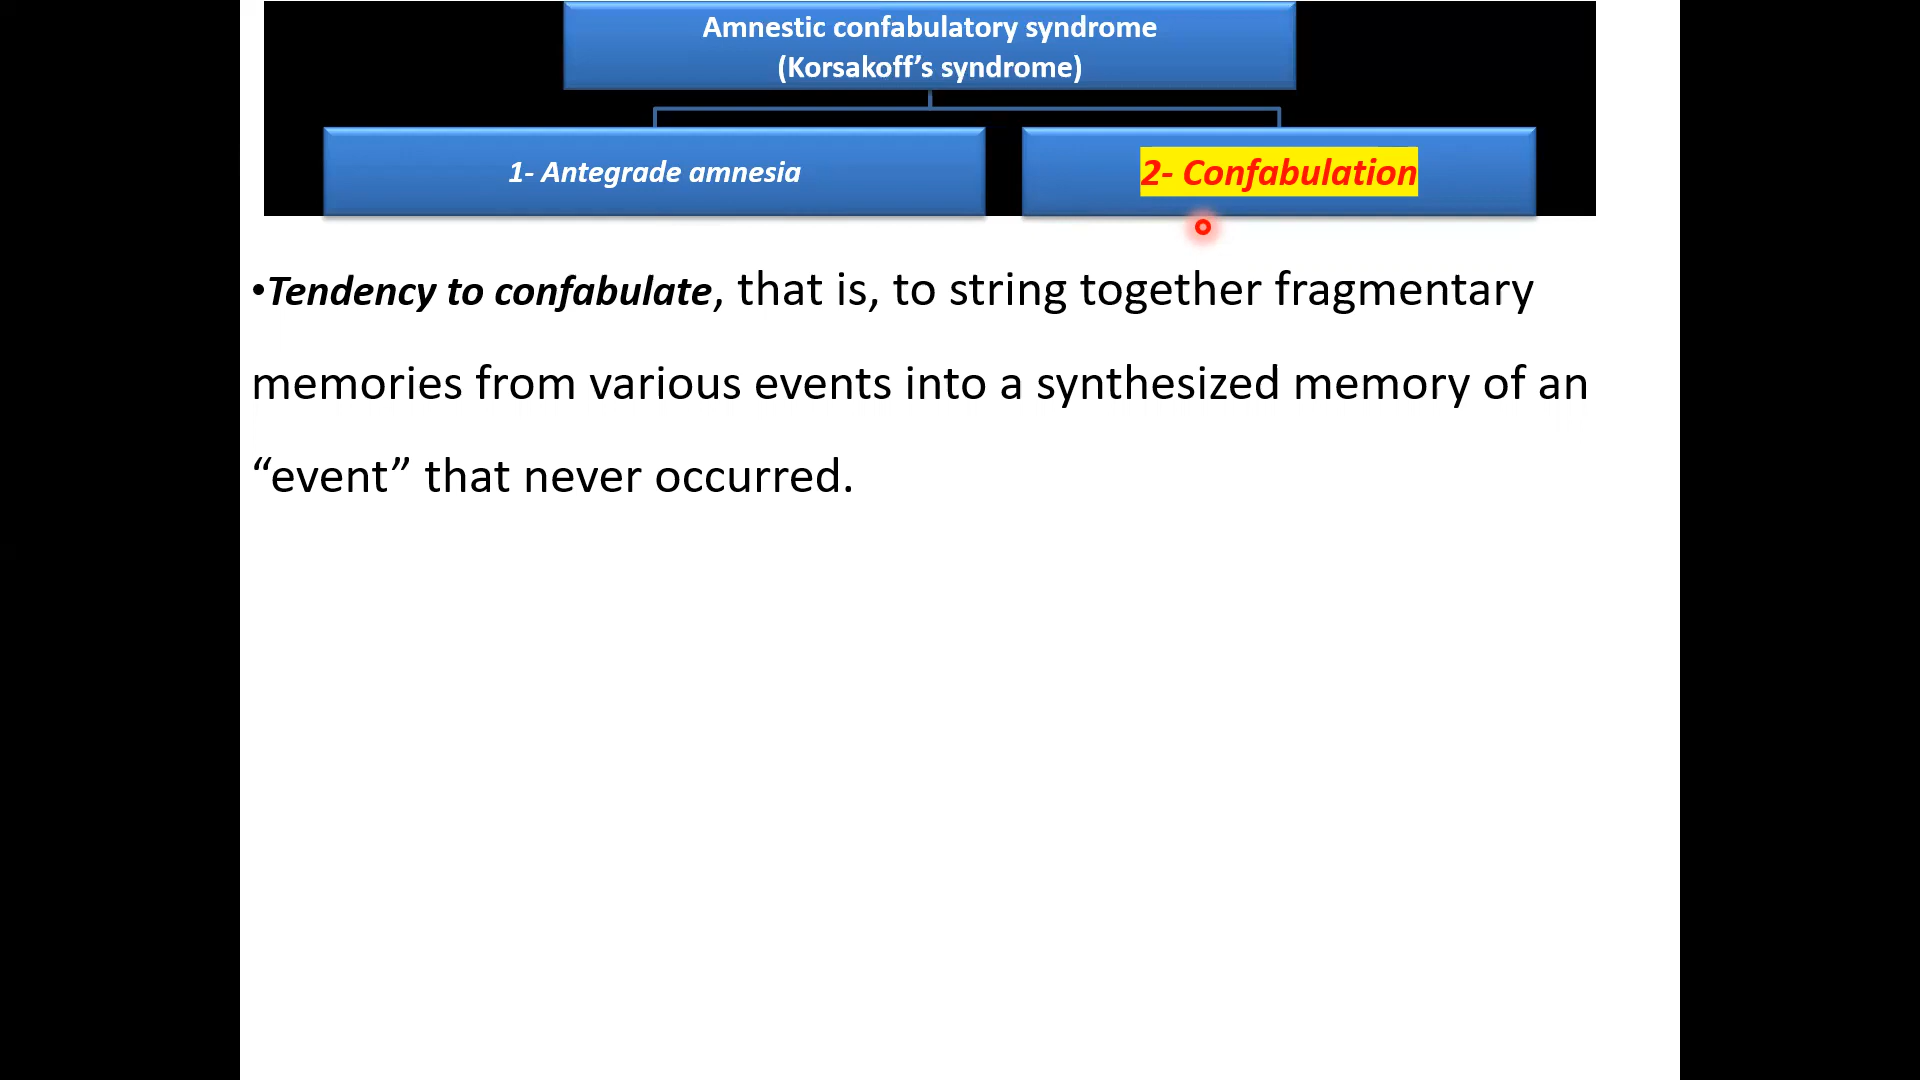 Amnestic confabulatory syndrome
(Korsakoff’s syndrome)
1- Antegrade amnesia
2- Confabulation
•Tendency to confabulate, that is, to string together fragmentary
memories from various events into a synthesized memory of an
“event” that never occurred.